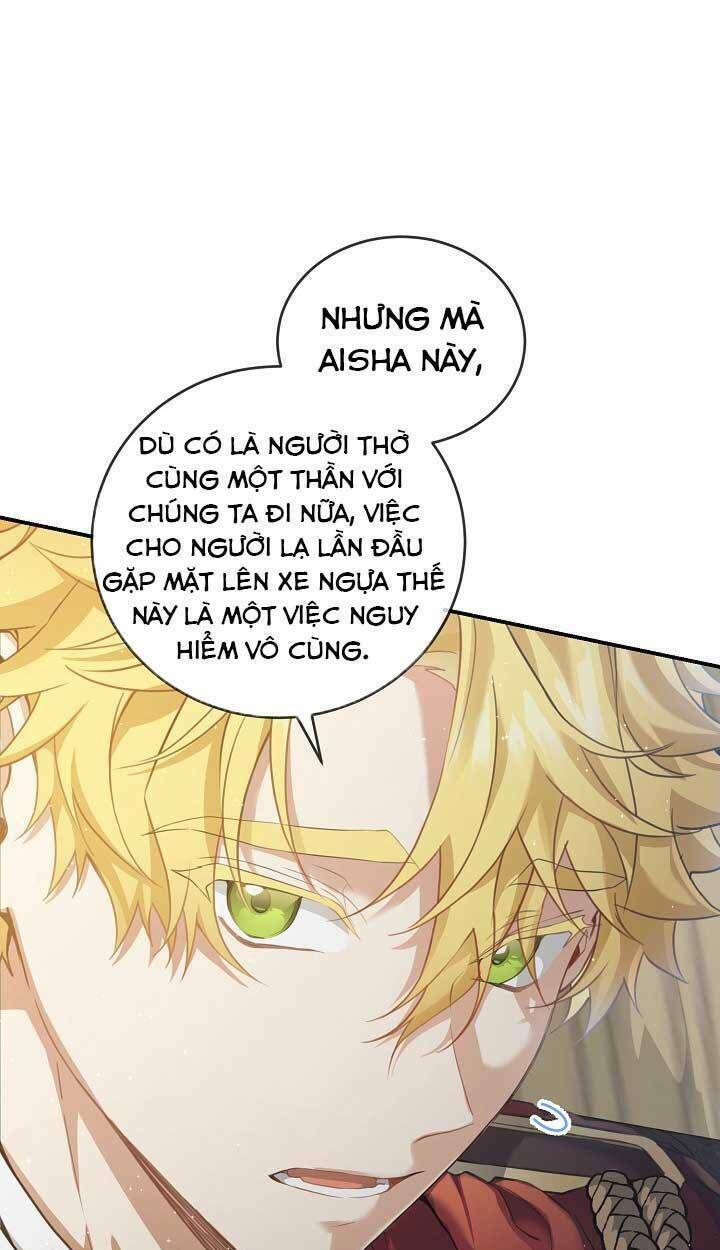 NHƯNG MÀ
AISHA NÀY,
DÙ CÓ LÀ NGƯỜI THỜ
CÙNG MỘT THẦN VỚI
CHÚNG TA ĐI NỮA, VIỆC
CHO NGƯỜI LẠ LẦN ĐẦU
GẶP MẶT LÊN XE NGỰA THẾ
NÀY LÀ MỘT VIỆC NGUY
HIỂM VÔ CÙNG.